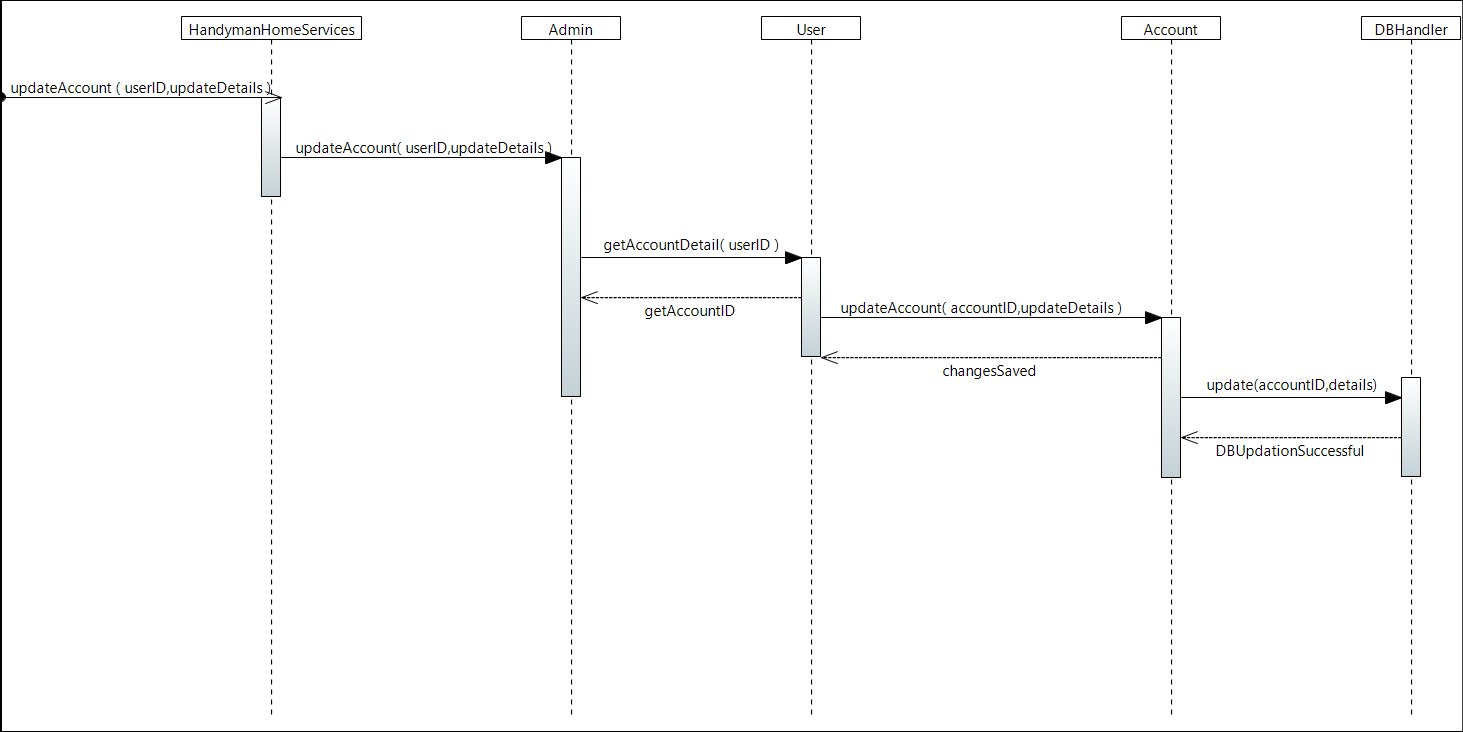 HandymanHomeServices
Admin
User
Account
DBHandler
updateAccount ( userID,updateDetails )
updateAccount( userID,updateDetails )
getAccountDetail( userID )
getAccountID
updateAccount( accountID,updateDetails )
changesSaved
update(accountID,details)
DBUpdationSuccessful